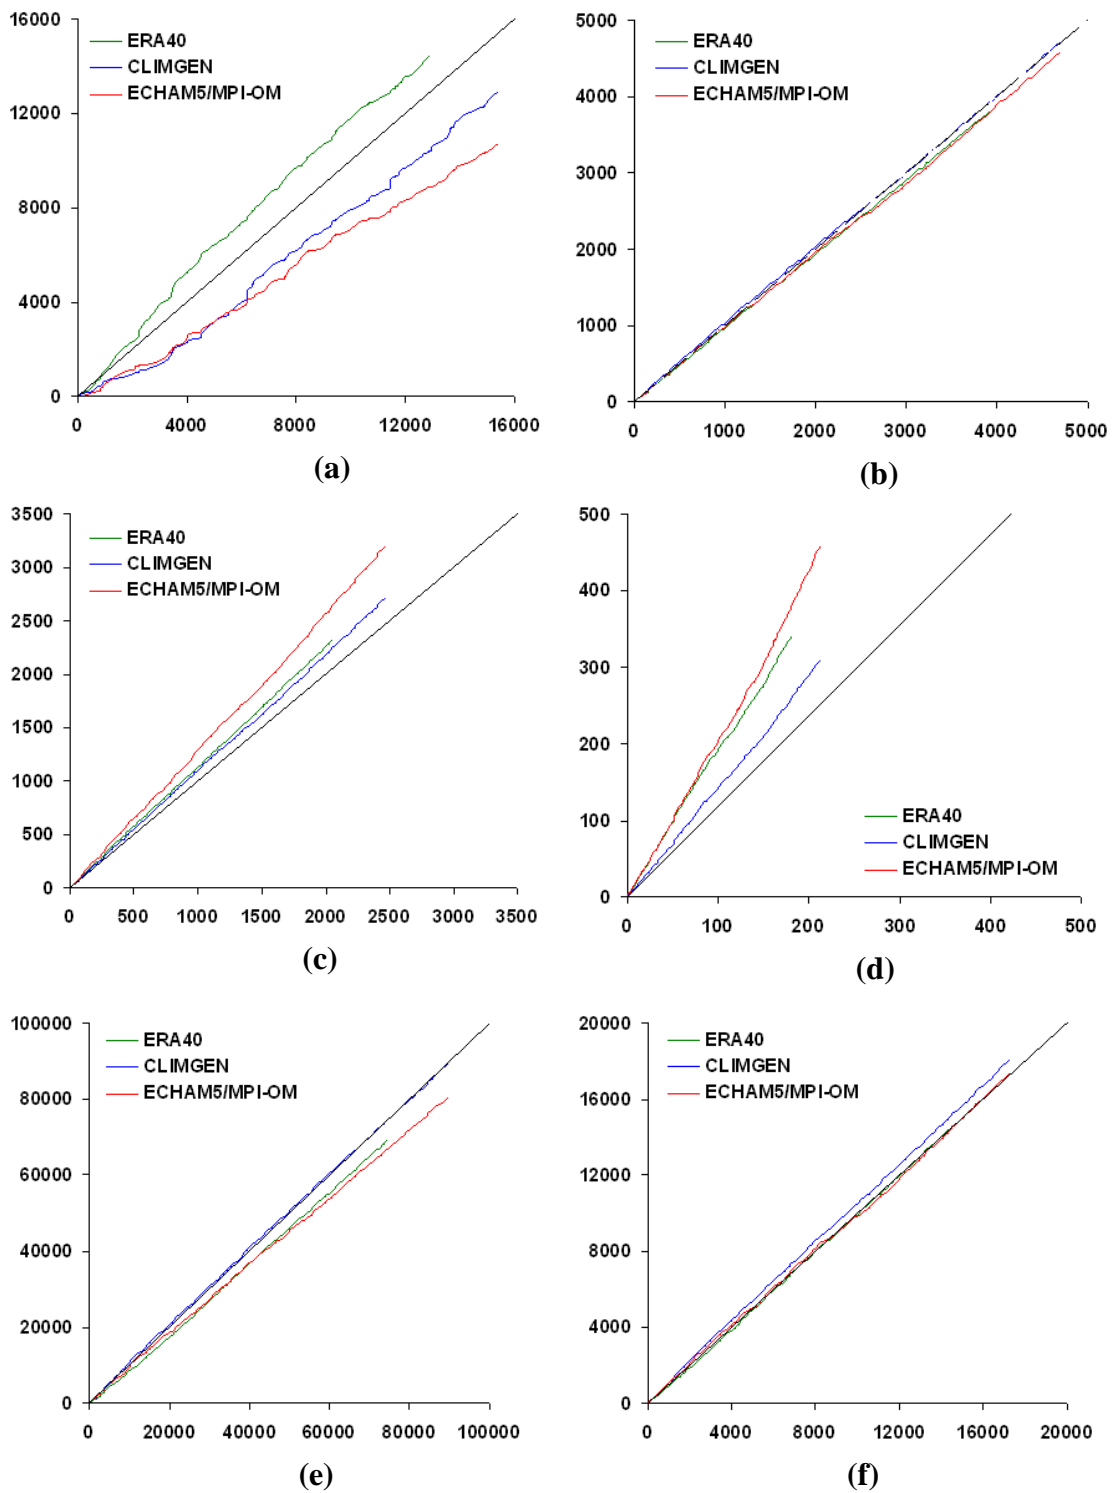 16000
12000
8000
4000
0
ERA40
CLIMGEN
ECHAM5/MPI-OM
0 4000 8000 12000 16000
(a)
5000
4000
3000
2000
1000
0
ERA40
CLIMGEN
ECHAM5/MPI-OM
0 1000 2000 3000 4000 5000
(b)
3500
3000
2500
2000
1500
1000
500
0
ERA40
CLIMGEN
ECHAM5/MPI-OM
0 500 1000 1500 2000 2500 3000 3500
(c)
500
400
300
200
100
0
ERA40
CLIMGEN
ECHAM5/MPI-OM
0 100 200 300 400 500
(d)
100000
80000
60000
40000
20000
0
ERA40
CLIMGEN
ECHAM5/MPI-OM
0 20000 40000 60000 80000 100000
(e)
20000
16000
12000
8000
4000
0
ERA40
CLIMGEN
ECHAM5/MPI-OM
0 4000 8000 12000 16000 20000
(f)